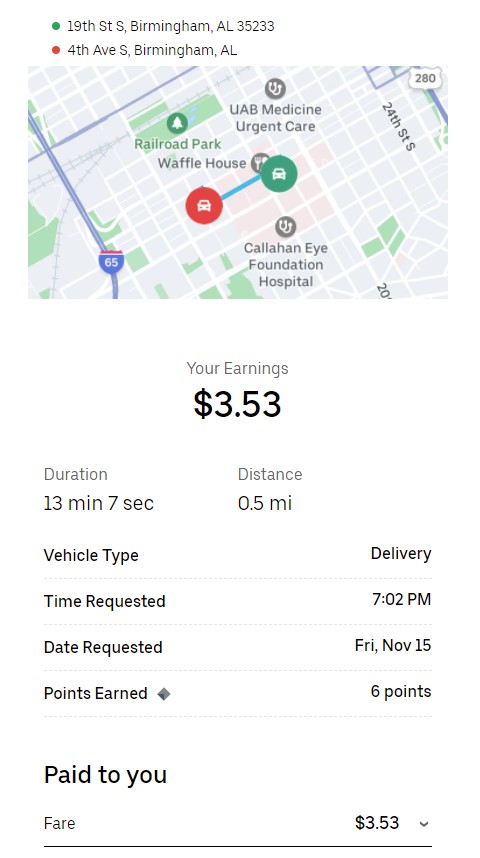 19th St S, Birmingham, AL 35233
4th Ave S, Birmingham, AL
280
UAB Medicine
Urgent Care
24th St S
Railroad Park
Waffle House
Callahan Eye
Foundation
Hospital
65
Your Earnings
$3.53
Duration
Distance
13 min 7 sec
0.5 mi
Vehicle Type
Delivery
Time Requested
7:02 PM
Date Requested
Fri, Nov 15
Points Earned
6 points
Paid to you
Fare
$3.53